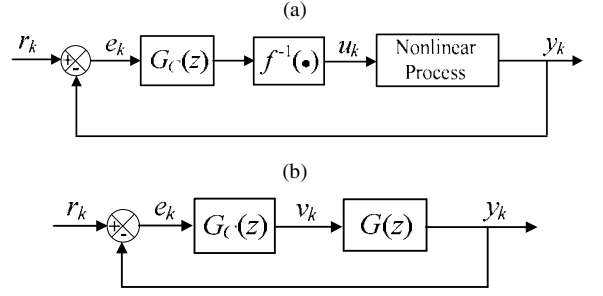 (a)
r_k e_k G_C(z) f^{-1}(•) u_k Nonlinear Process y_k
+ -
(b)
r_k e_k G_C(z) v_k G(z) y_k
+ -